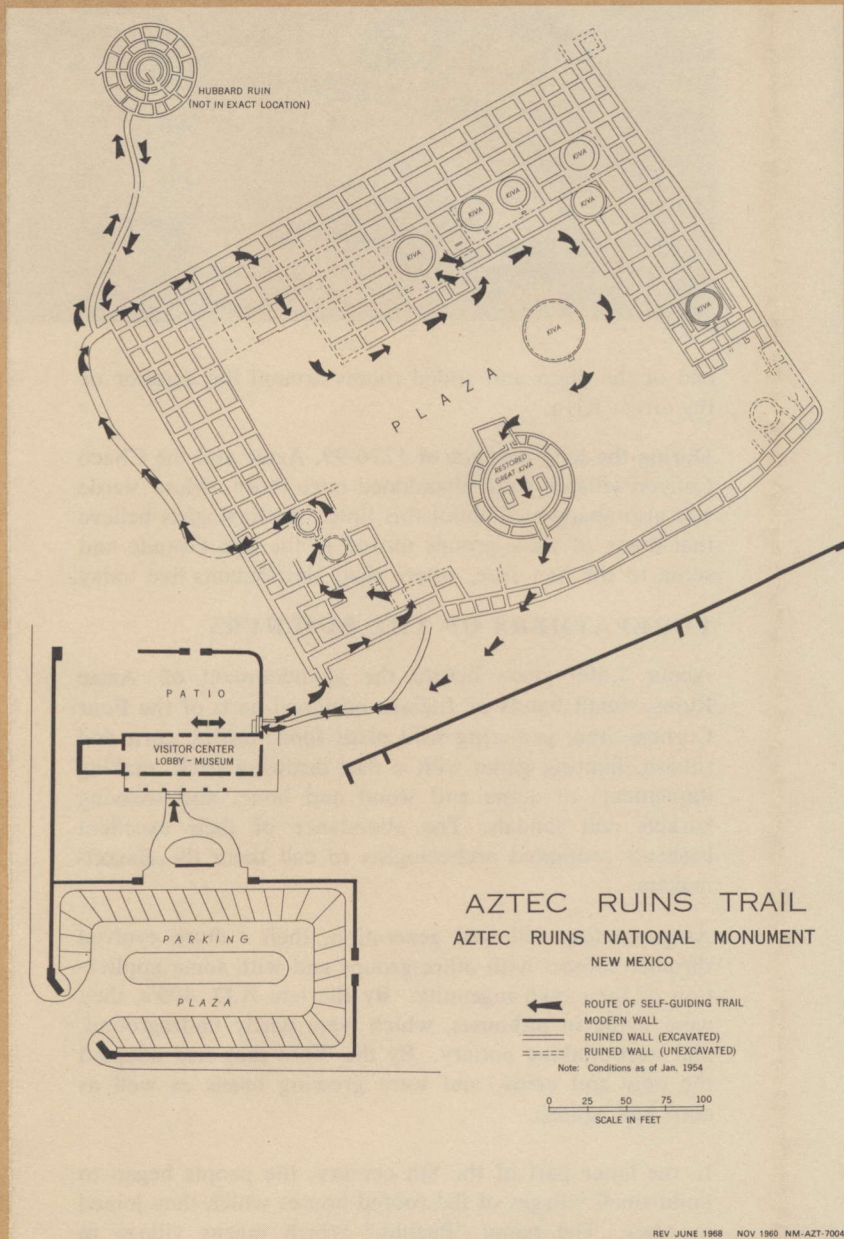 HUBBARD RUIN
(NOT IN EXACT LOCATION)
KIVA
KIVA
KIVA
KIVA
KIVA
KIVA
KIVA
PLAZA
RESTORED
GREAT KIVA
PATIO
VISITOR CENTER
LOBBY - MUSEUM
PARKING
PLAZA
AZTEC RUINS TRAIL
AZTEC RUINS NATIONAL MONUMENT
NEW MEXICO
ROUTE OF SELF-GUIDING TRAIL
MODERN WALL
RUINED WALL (EXCAVATED)
RUINED WALL (UNEXCAVATED)
Note: Conditions as of Jan. 1954
0 25 50 75 100
SCALE IN FEET
REV JUNE 1968 NOV 1960 NM-AZT-7004